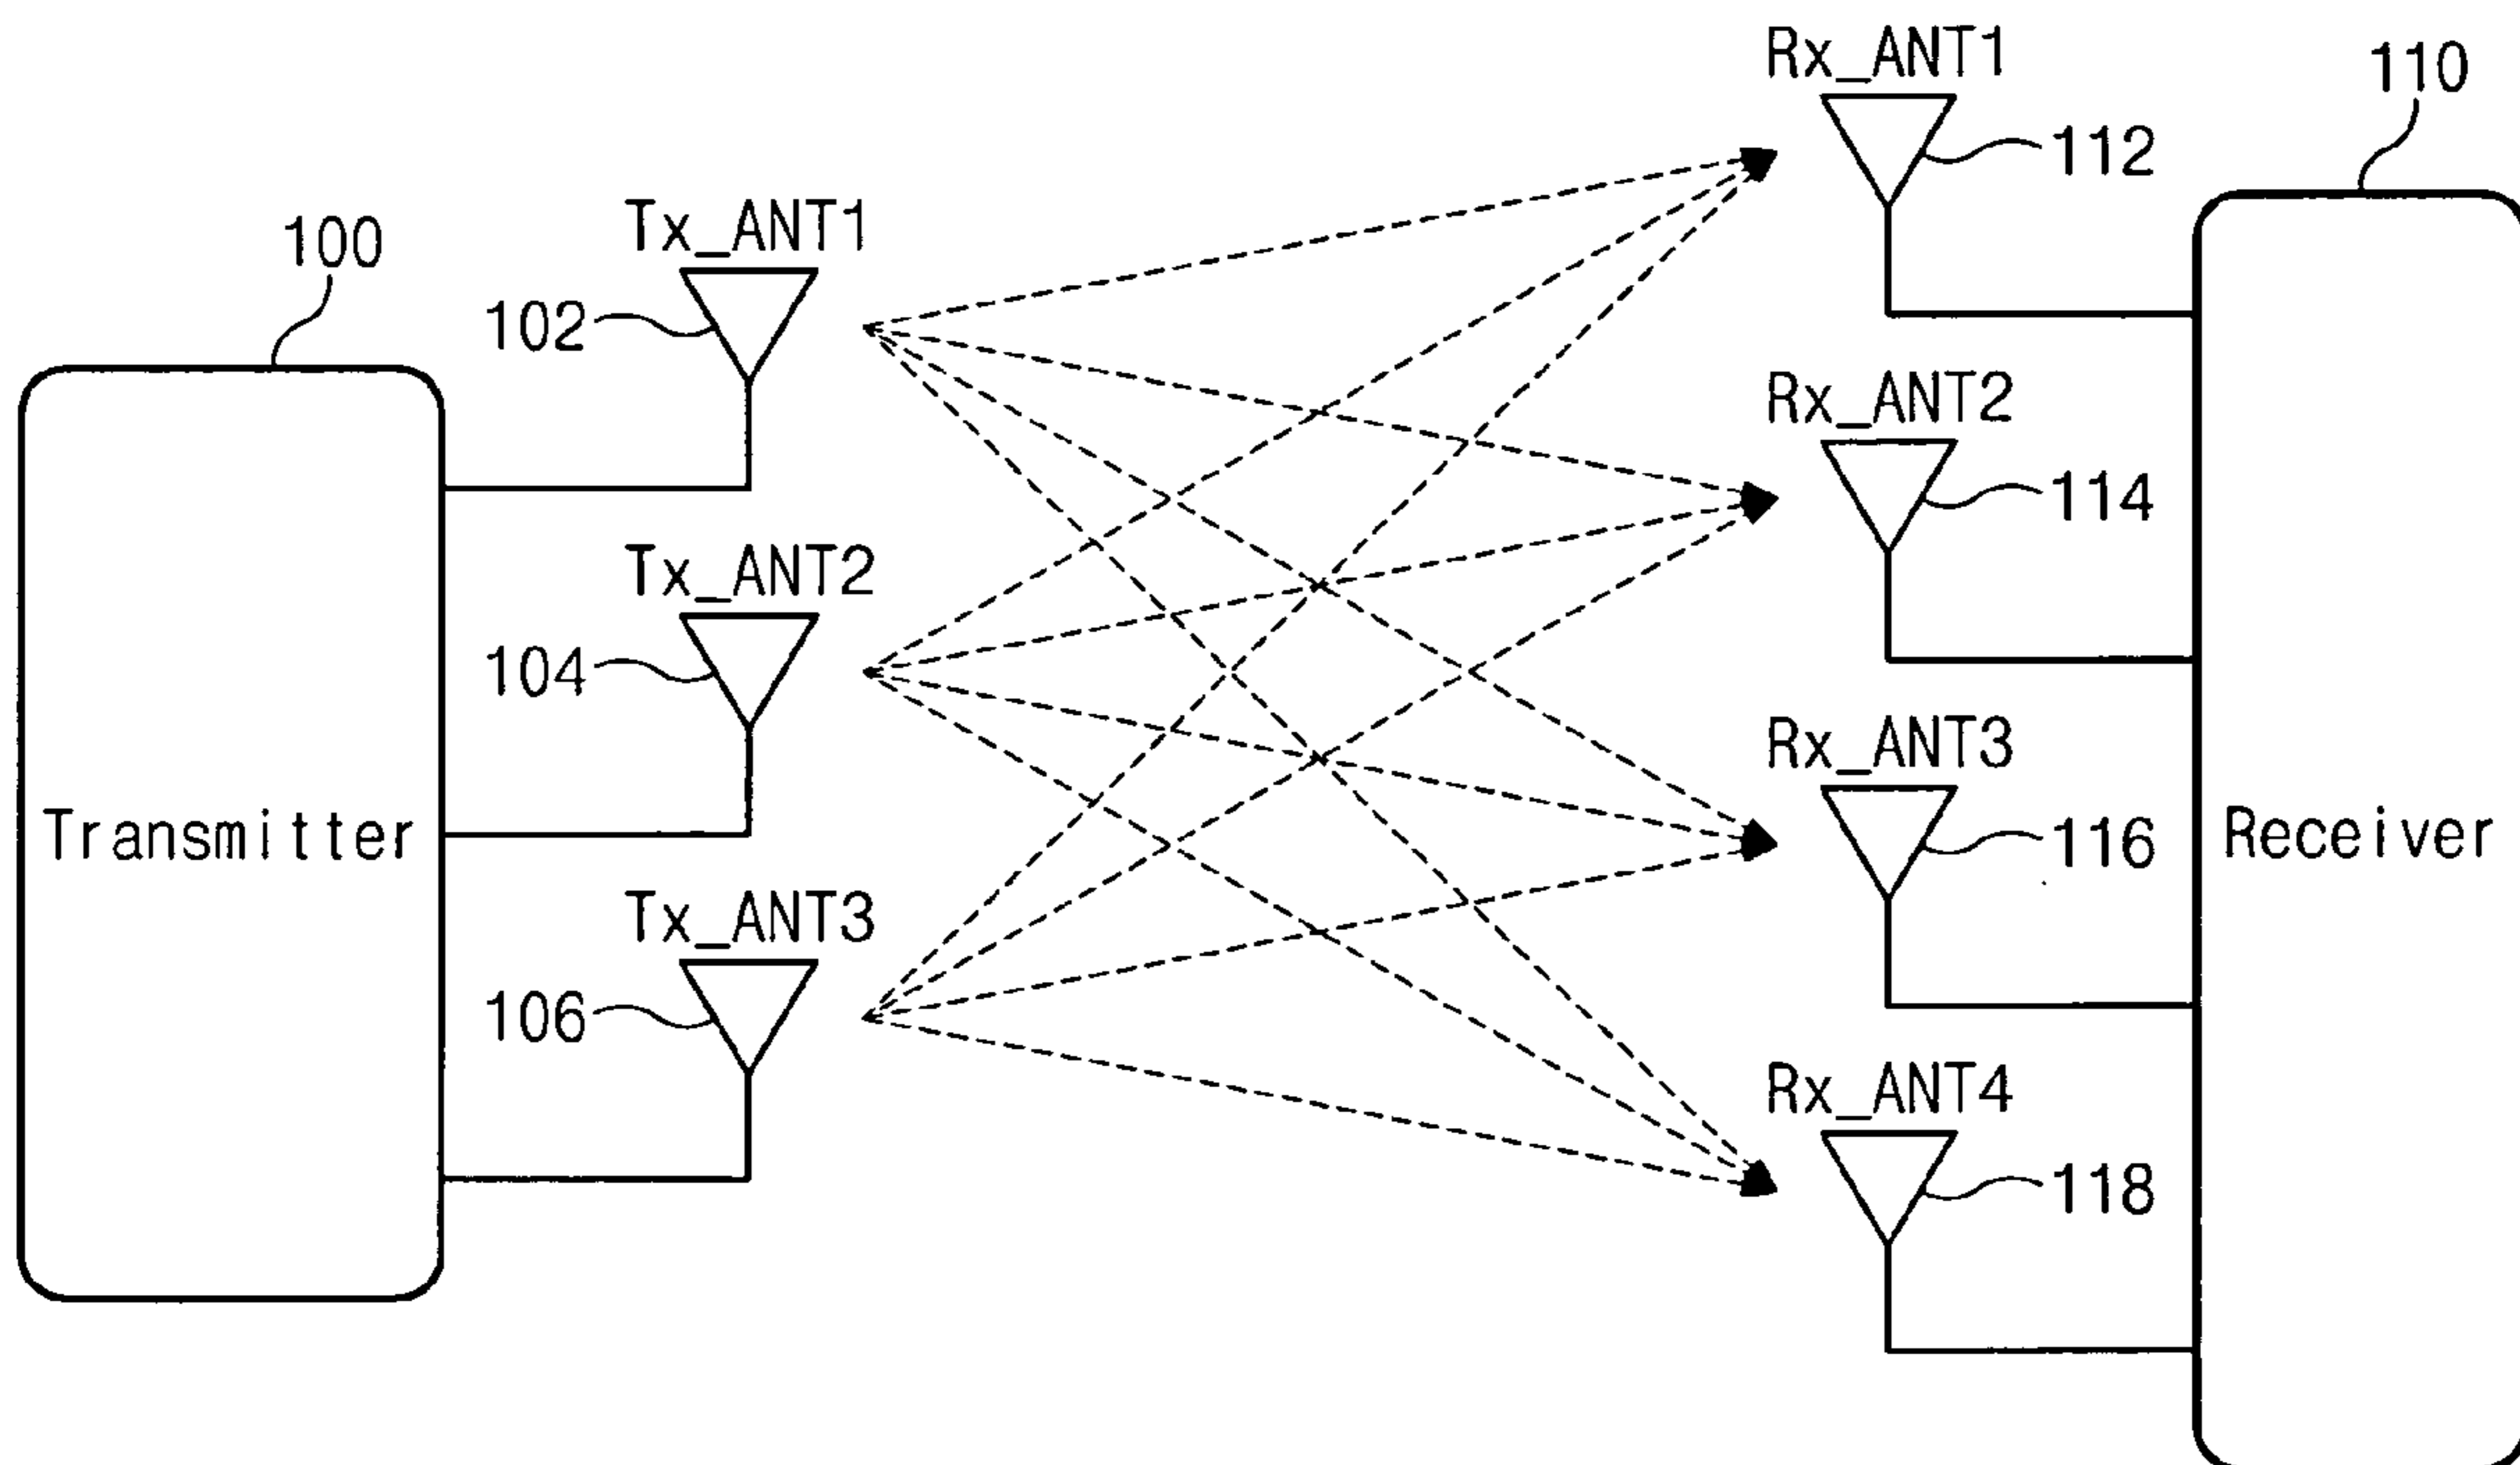 100
Transmitter
Tx_ANT1
102
Tx_ANT2
104
Tx_ANT3
106
Rx_ANT1
112
Rx_ANT2
114
Rx_ANT3
116
Rx_ANT4
118
110
Receiver